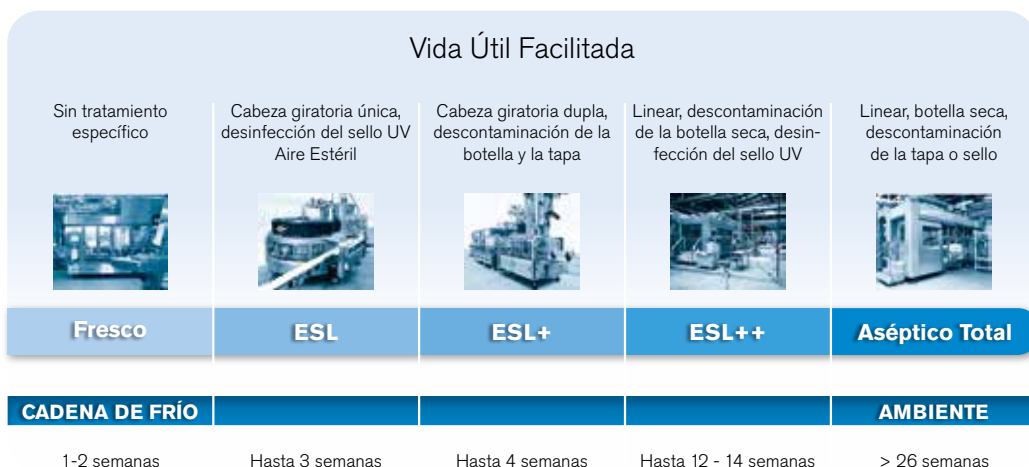 Vida Útil Facilitada
Sin tratamiento
específico
Cabeza giratoria única,
desinfección del sello UV
Aire Estéril
Cabeza giratoria dupla,
descontaminación de la
botella y la tapa
Linear, descontaminación
de la botella seca, desin-
fección del sello UV
Linear, botella seca,
descontaminación
de la tapa o sello
Fresco
ESL
ESL+
ESL++
Aséptico Total
CADENA DE FRÍO
AMBIENTE
1-2 semanas
Hasta 3 semanas
Hasta 4 semanas
Hasta 12 - 14 semanas
> 26 semanas